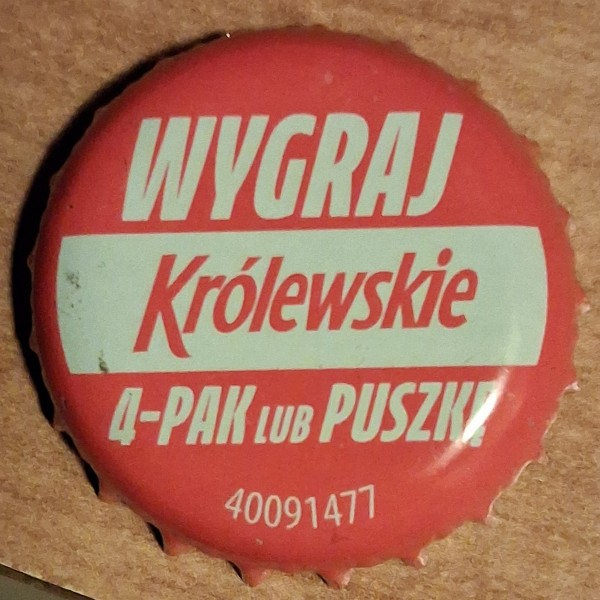 WYGRAJ
Królewskie
4-PAK LUB PUSZKĘ
40091477